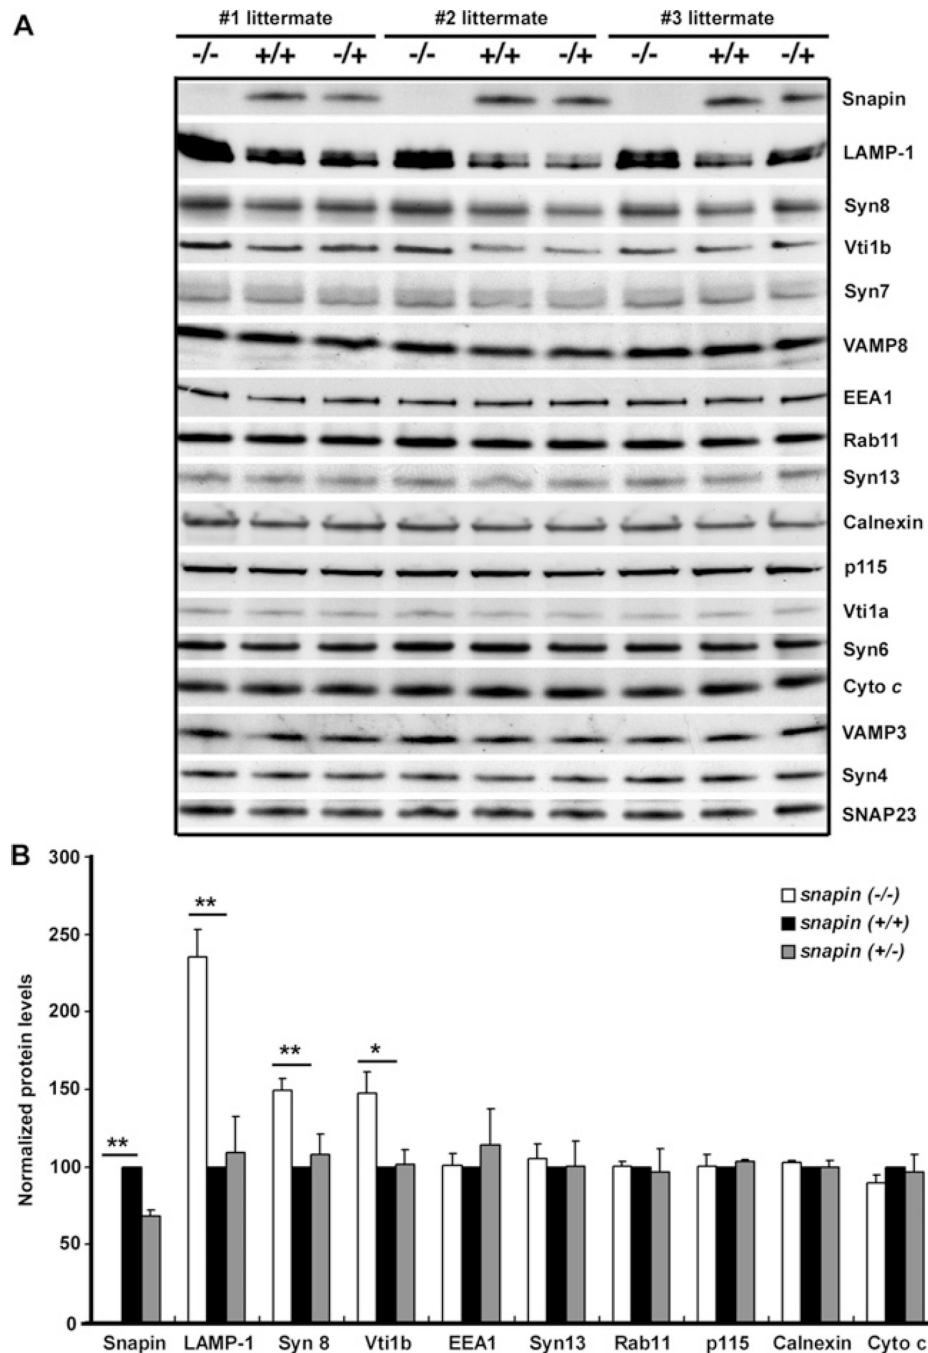 A
#1 littermate #2 littermate #3 littermate
-/- +/+ -/+ -/- +/+ -/+ -/- +/+ -/+
Snapin
LAMP-1
Syn8
Vti1b
Syn7
VAMP8
EEA1
Rab11
Syn13
Calnexin
p115
Vti1a
Syn6
Cyto c
VAMP3
Syn4
SNAP23
B
Normalized protein levels
300
250
200
150
100
50
0
** ** ** *
snapin (-/-)
snapin (+/+)
snapin (+/-)
Snapin LAMP-1 Syn 8 Vti1b EEA1 Syn13 Rab11 p115 Calnexin Cyto c